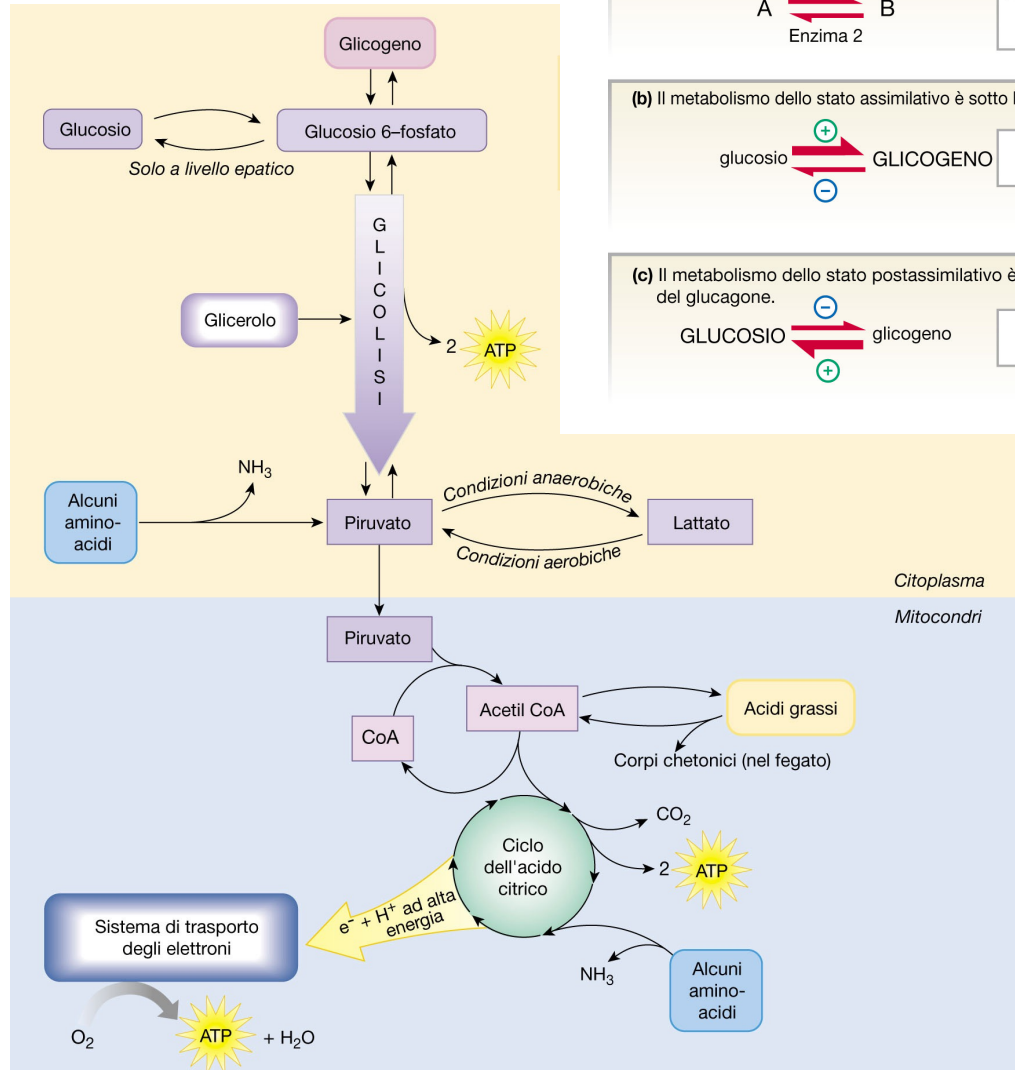 Glicogeno
Glucosio
Glucosio 6–fosfato
Solo a livello epatico
G
L
I
C
O
L
I
S
I
Glicerolo
2 ATP
NH3
Alcuni
amino-
acidi
Piruvato
Condizioni anaerobiche
Condizioni aerobiche
Lattato
Citoplasma
Mitocondri
Piruvato
CoA
Acetil CoA
Acidi grassi
Corpi chetonici (nel fegato)
CO2
2 ATP
Ciclo
dell'acido
citrico
e- + H+ ad alta
energia
Sistema di trasporto
degli elettroni
O2
ATP + H2O
NH3
Alcuni
amino-
acidi
A B
Enzima 2
(b) Il metabolismo dello stato assimilativo è sotto
+
glucosio GLICOGENO
−
(c) Il metabolismo dello stato postassimilativo è
del glucagone.
−
GLUCOSIO glicogeno
+